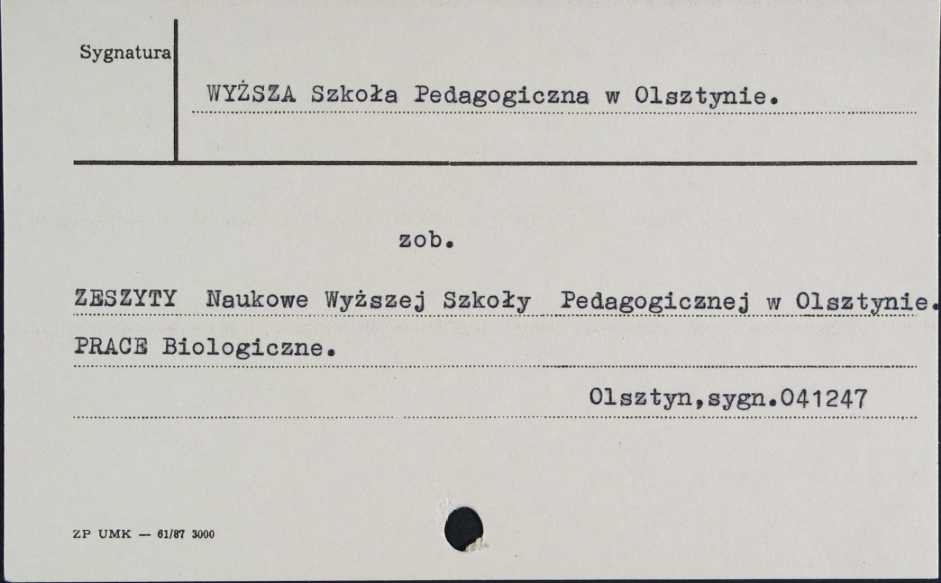 Sygnatura
WYŻSZA Szkoła Pedagogiczna w Olsztynie.
zob.
ZESZYTY Naukowe Wyższej Szkoły Pedagogicznej w Olsztynie.
PRACE Biologiczne.
Olsztyn,sygn.041247
ZP UMK — 61/87 3000